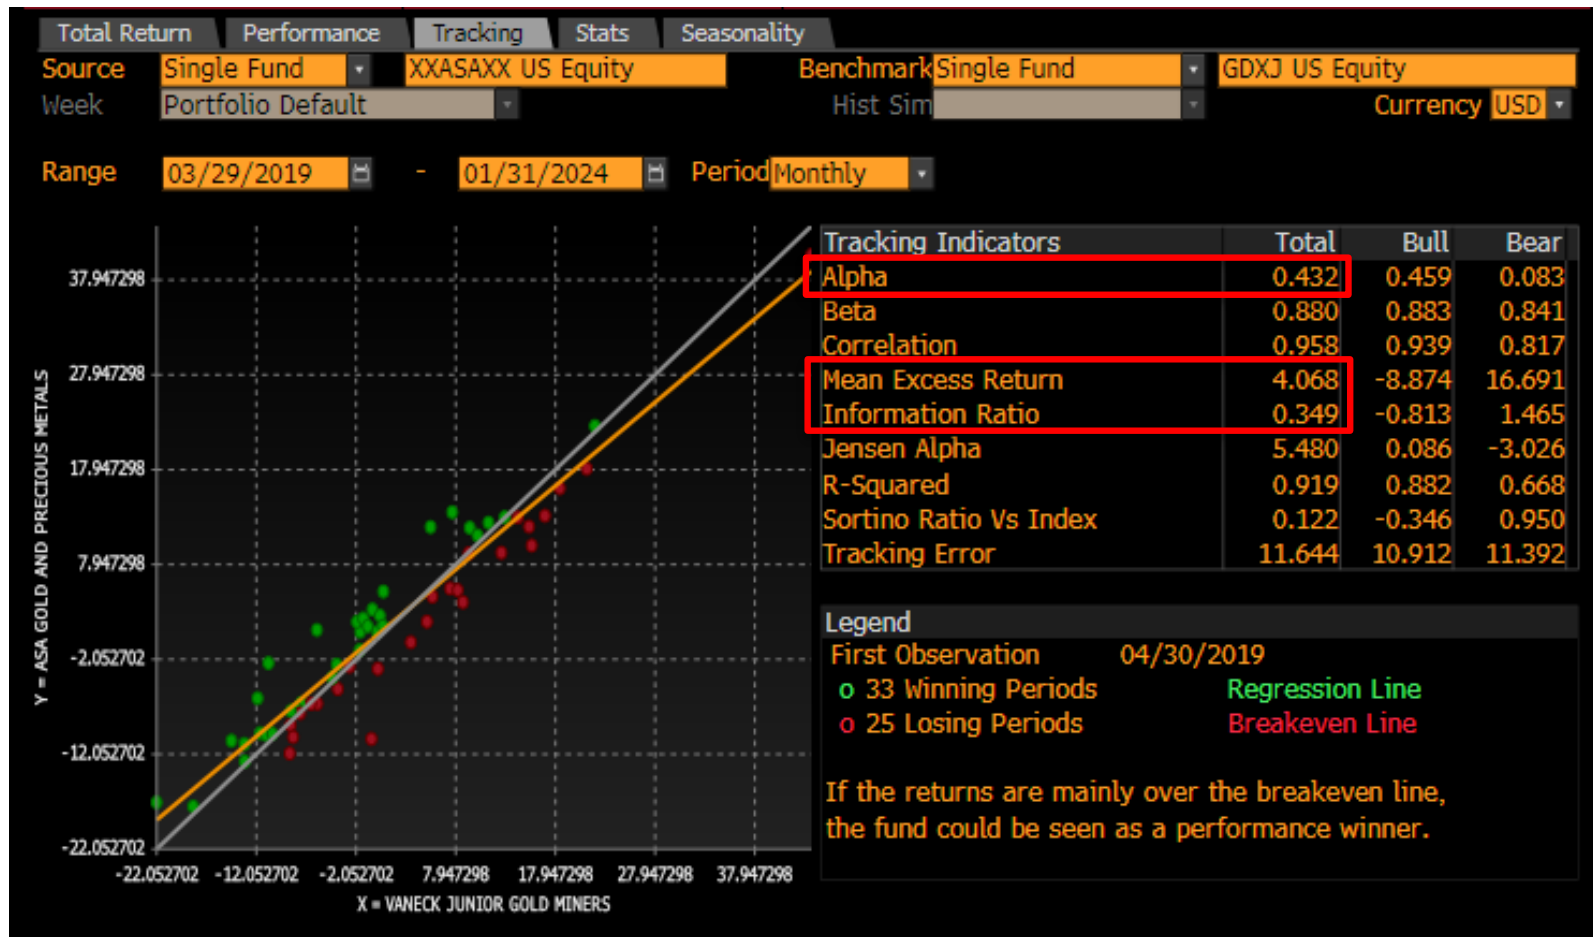 Total Return Performance Tracking Stats Seasonality
Source Single Fund XXASAXX US Equity Benchmark Single Fund GDXJ US Equity
Week Portfolio Default Hist Sim Currency USD
Range 03/29/2019 - 01/31/2024 Period Monthly
Y = ASA GOLD AND PRECIOUS METALS
37.947298
27.947298
17.947298
7.947298
-2.052702
-12.052702
-22.052702
-22.052702 -12.052702 -2.052702 7.947298 17.947298 27.947298 37.947298
X = VANECK JUNIOR GOLD MINERS
Tracking Indicators Total Bull Bear
Alpha 0.432 0.459 0.083
Beta 0.880 0.883 0.841
Correlation 0.958 0.939 0.817
Mean Excess Return 4.068 -8.874 16.691
Information Ratio 0.349 -0.813 1.465
Jensen Alpha 5.480 0.086 -3.026
R-Squared 0.919 0.882 0.668
Sortino Ratio Vs Index 0.122 -0.346 0.950
Tracking Error 11.644 10.912 11.392
Legend
First Observation 04/30/2019
o 33 Winning Periods Regression Line
o 25 Losing Periods Breakeven Line
If the returns are mainly over the breakeven line,
the fund could be seen as a performance winner.